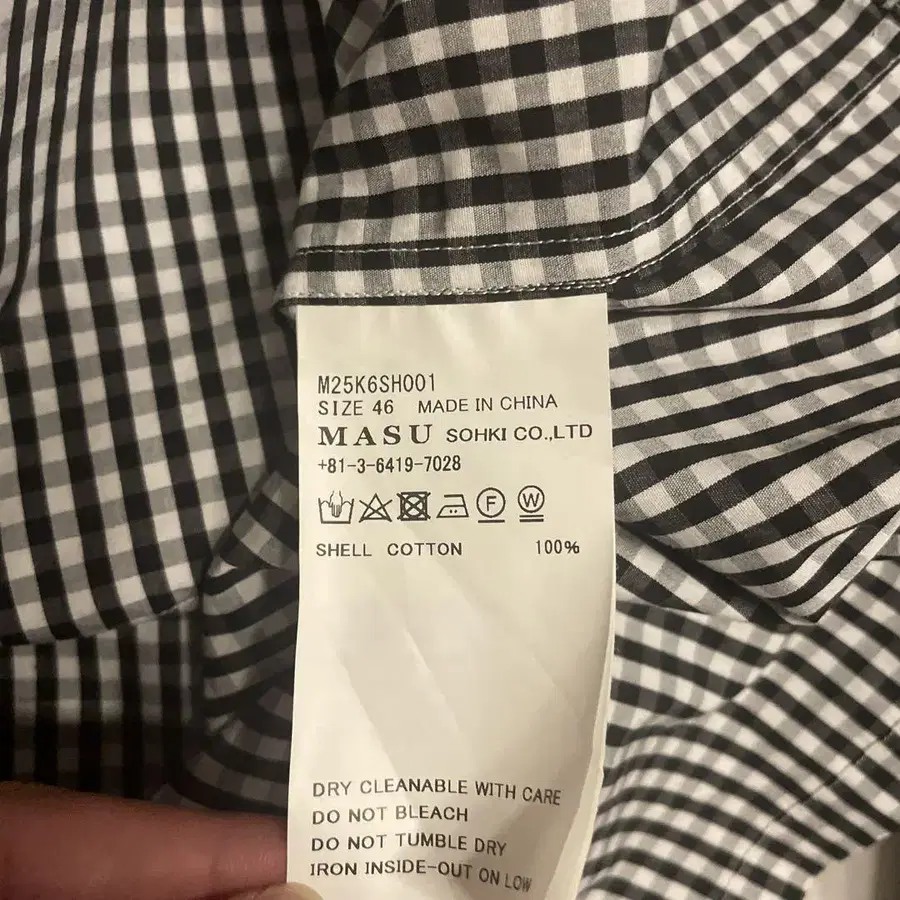 M25K6SH001
SIZE 46 MADE IN CHINA
MASU SOHKI CO.,LTD
+81-3-6419-7028
F W
SHELL COTTON 100%
DRY CLEANABLE WITH CARE
DO NOT BLEACH
DO NOT TUMBLE DRY
IRON INSIDE-OUT ON LOW